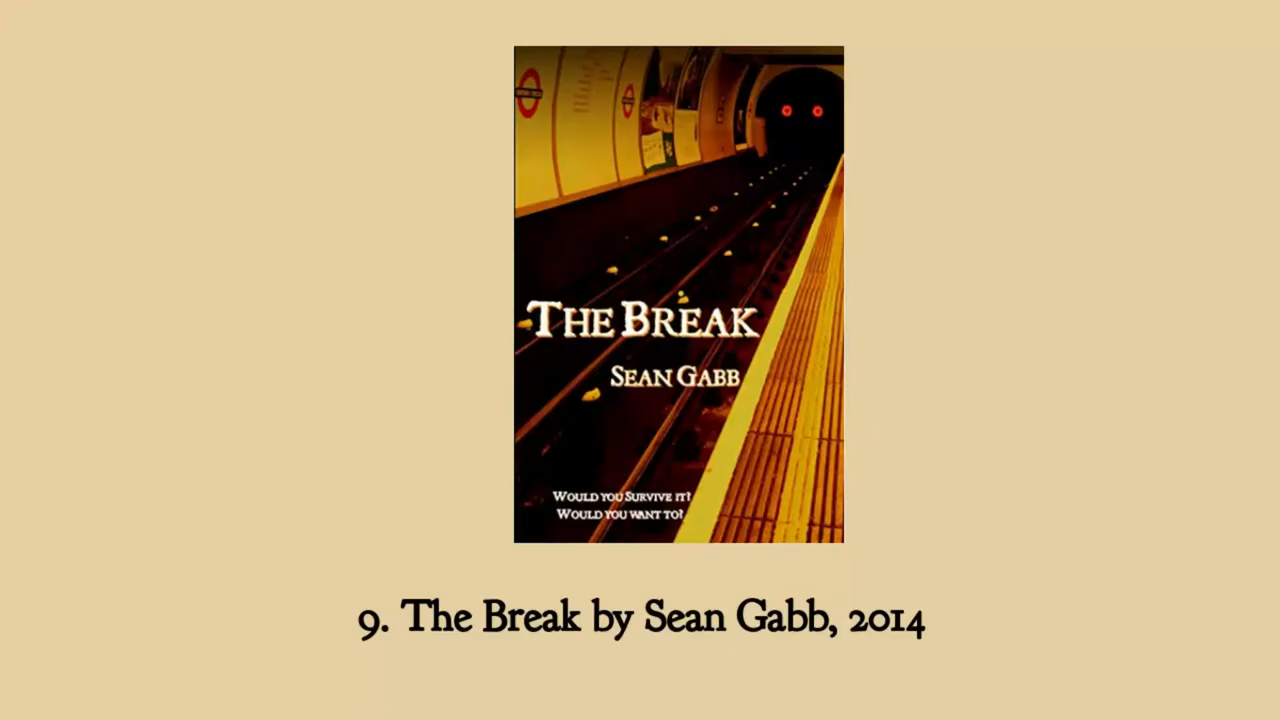 The Break
Sean Gabb
Would you Survive it?
Would you want to?
9. The Break by Sean Gabb, 2014